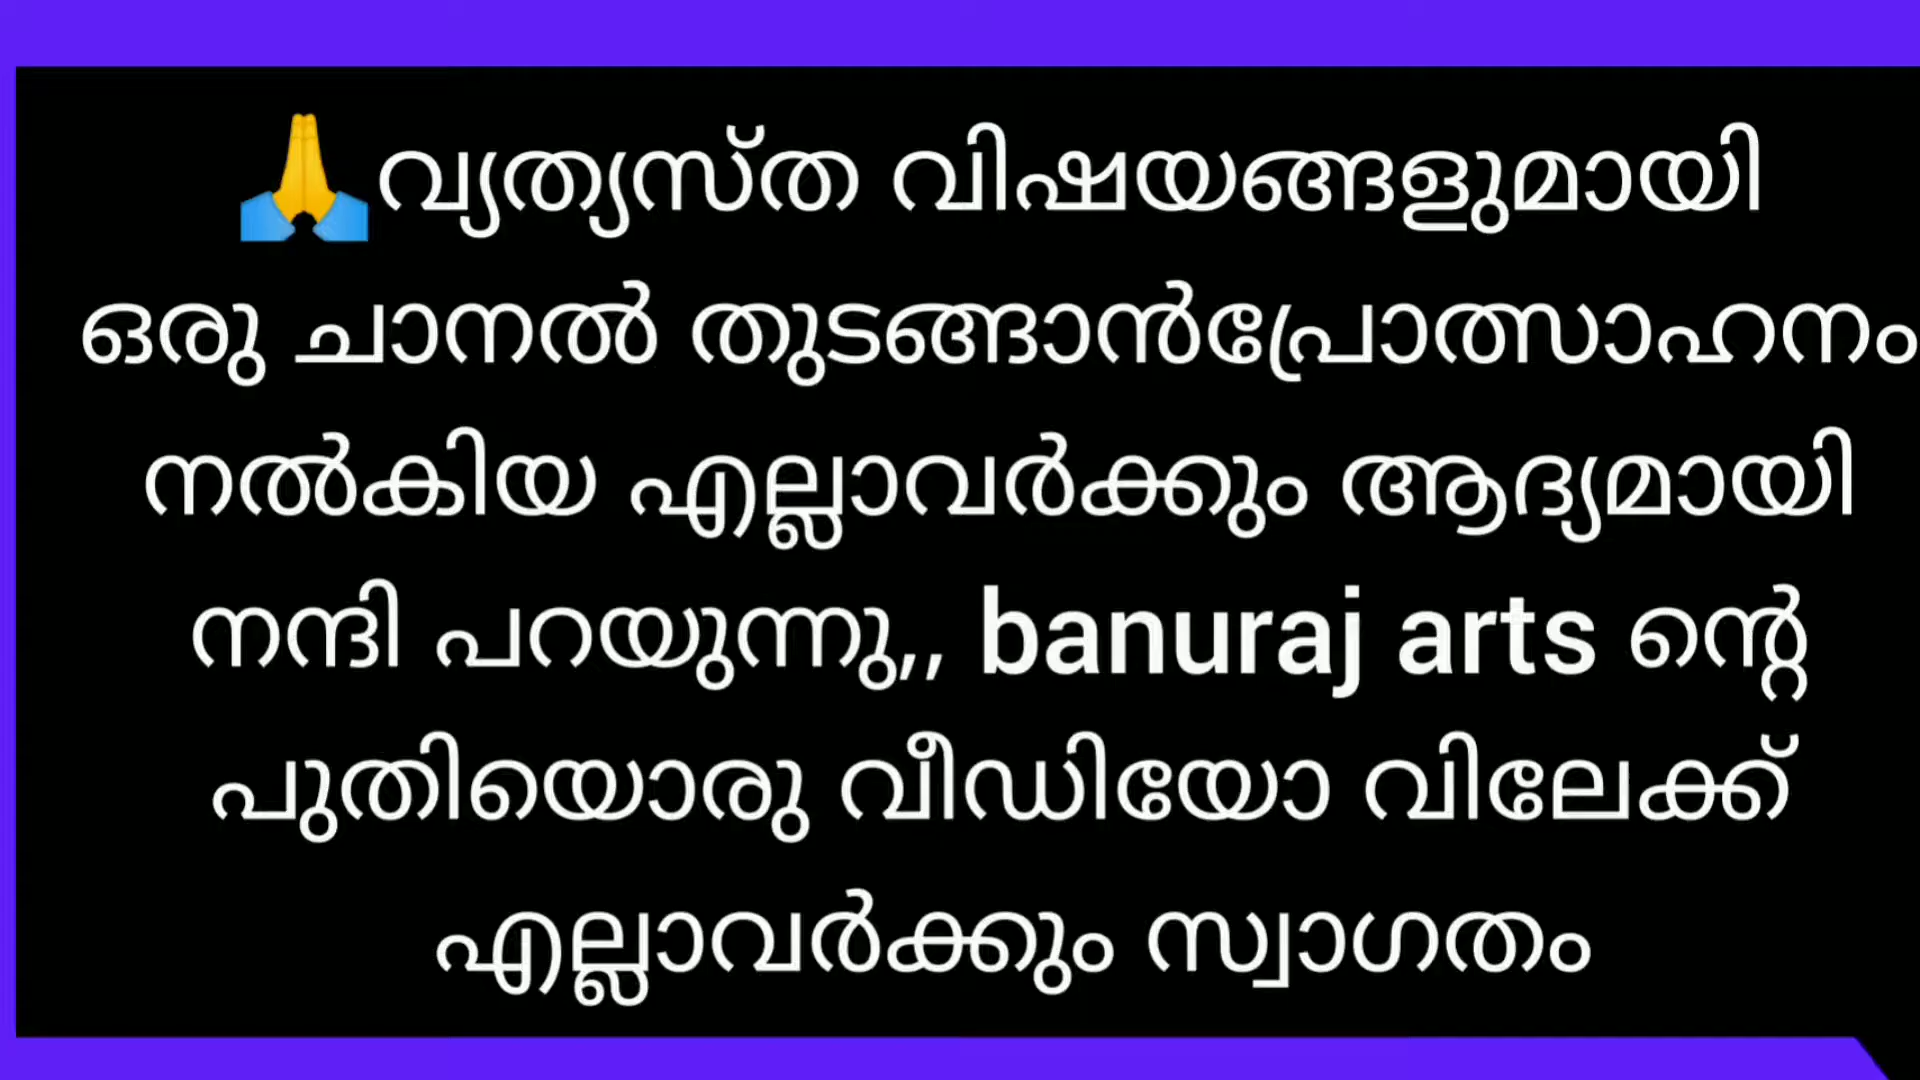 🙏വ്യത്യസ്ത വിഷയങ്ങളുമായി
ഒരു ചാനൽ തുടങ്ങാൻപ്രോത്സാഹനം
നൽകിയ എല്ലാവർക്കും ആദ്യമായി
നന്ദി പറയുന്നു,, banuraj arts ന്റെ
പുതിയൊരു വീഡിയോ വിലേക്ക്
എല്ലാവർക്കും സ്വാഗതം